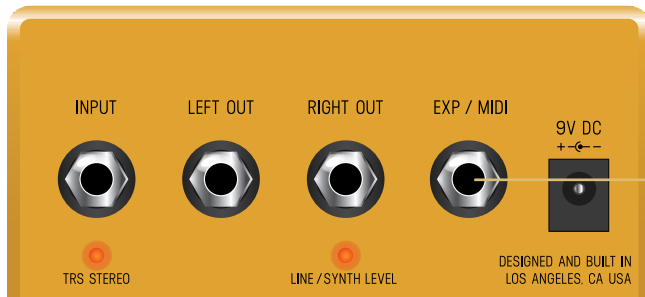 INPUT
LEFT OUT
RIGHT OUT
EXP / MIDI
9V DC
+ -
TRS STEREO
LINE / SYNTH LEVEL
DESIGNED AND BUILT IN
LOS ANGELES, CA USA